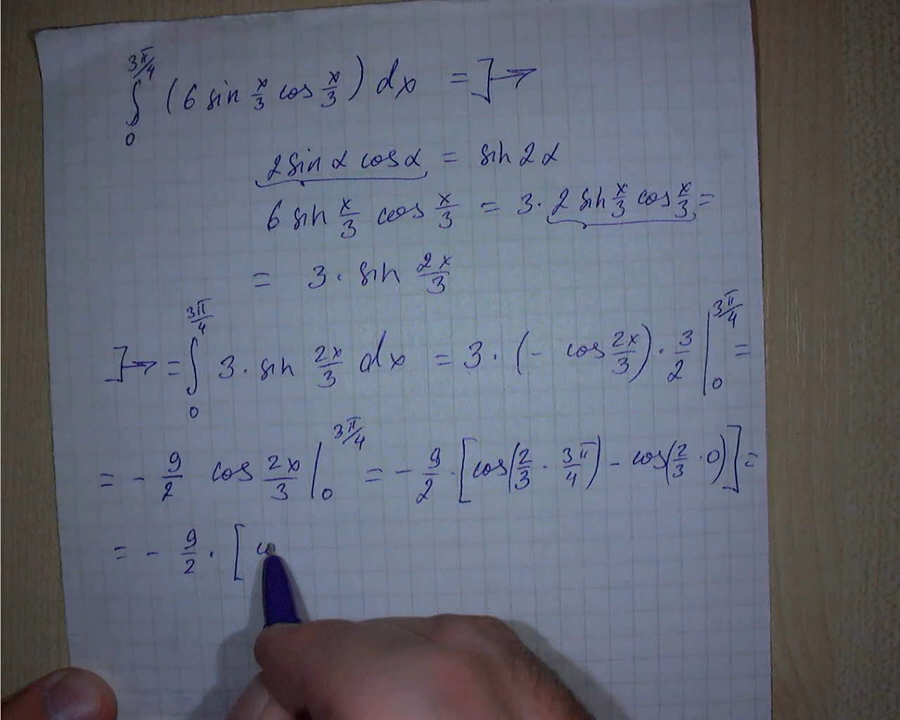 ∫₀^{3π/4} (6 sin x/3 cos x/3) dx = ]→
2 sin α cos α = sin 2α
6 sin x/3 cos x/3 = 3 · 2 sin x/3 cos x/3 =
= 3 · sin 2x/3
]→ = ∫₀^{3π/4} 3 · sin 2x/3 dx = 3 · (- cos 2x/3) · 3/2 |₀^{3π/4} =
= - 9/2 cos 2x/3 |₀^{3π/4} = - 9/2 · [cos(2/3 · 3π/4) - cos(2/3 · 0)] =
= - 9/2 · [